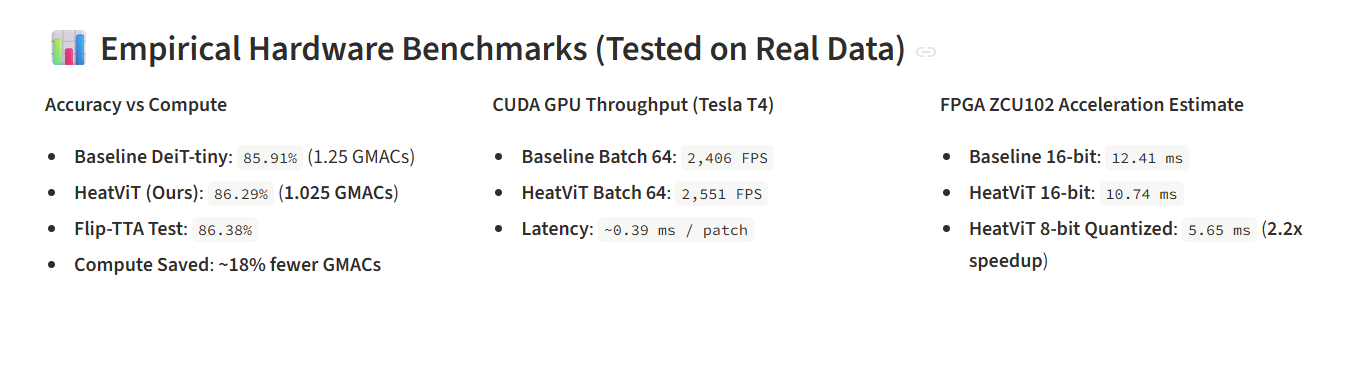 Empirical Hardware Benchmarks (Tested on Real Data)
Accuracy vs Compute
Baseline DeiT-tiny: 85.91% (1.25 GMACs)
HeatViT (Ours): 86.29% (1.025 GMACs)
Flip-TTA Test: 86.38%
Compute Saved: ~18% fewer GMACs
CUDA GPU Throughput (Tesla T4)
Baseline Batch 64: 2,406 FPS
HeatViT Batch 64: 2,551 FPS
Latency: ~0.39 ms / patch
FPGA ZCU102 Acceleration Estimate
Baseline 16-bit: 12.41 ms
HeatViT 16-bit: 10.74 ms
HeatViT 8-bit Quantized: 5.65 ms (2.2x
speedup)